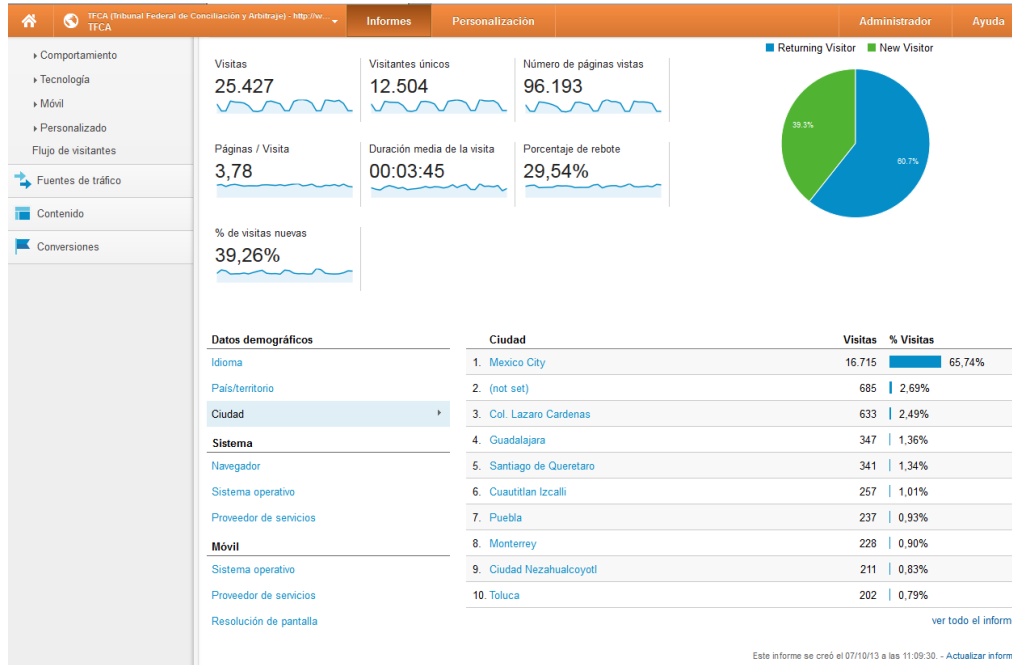 TFCA (Tribunal Federal de Conciliación y Arbitraje) - http://w...
TFCA
Informes
Personalización
Administrador
Ayuda
Comportamiento
Tecnología
Móvil
Personalizado
Flujo de visitantes
Fuentes de tráfico
Contenido
Conversiones
Visitas
25.427
Visitantes únicos
12.504
Número de páginas vistas
96.193
Páginas / Visita
3,78
Duración media de la visita
00:03:45
Porcentaje de rebote
29,54%
% de visitas nuevas
39,26%
Returning Visitor New Visitor
39.3%
60.7%
Datos demográficos
Idioma
País/territorio
Ciudad
Sistema
Navegador
Sistema operativo
Proveedor de servicios
Móvil
Sistema operativo
Proveedor de servicios
Resolución de pantalla
Ciudad Visitas % Visitas
1. Mexico City 16.715 65,74%
2. (not set) 685 2,69%
3. Col. Lazaro Cardenas 633 2,49%
4. Guadalajara 347 1,36%
5. Santiago de Queretaro 341 1,34%
6. Cuautitlan Izcalli 257 1,01%
7. Puebla 237 0,93%
8. Monterrey 228 0,90%
9. Ciudad Nezahualcoyotl 211 0,83%
10. Toluca 202 0,79%
ver todo el inform
Este informe se creó el 07/10/13 a las 11:09:30. - Actualizar inform